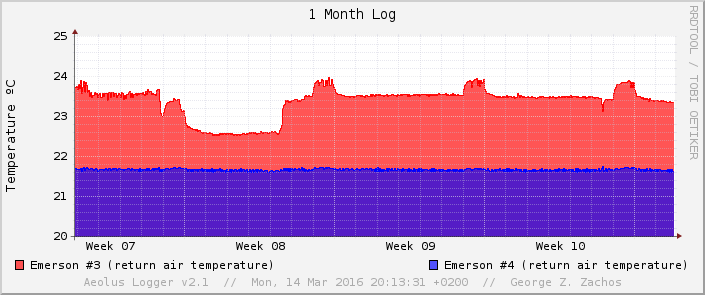 1 Month Log
RRDTOOL / TOBI OETIKER
Temperature ºC
25
24
23
22
21
20
Week 07 Week 08 Week 09 Week 10
Emerson #3 (return air temperature) Emerson #4 (return air temperature)
Aeolus Logger v2.1 // Mon, 14 Mar 2016 20:13:31 +0200 // George Z. Zachos